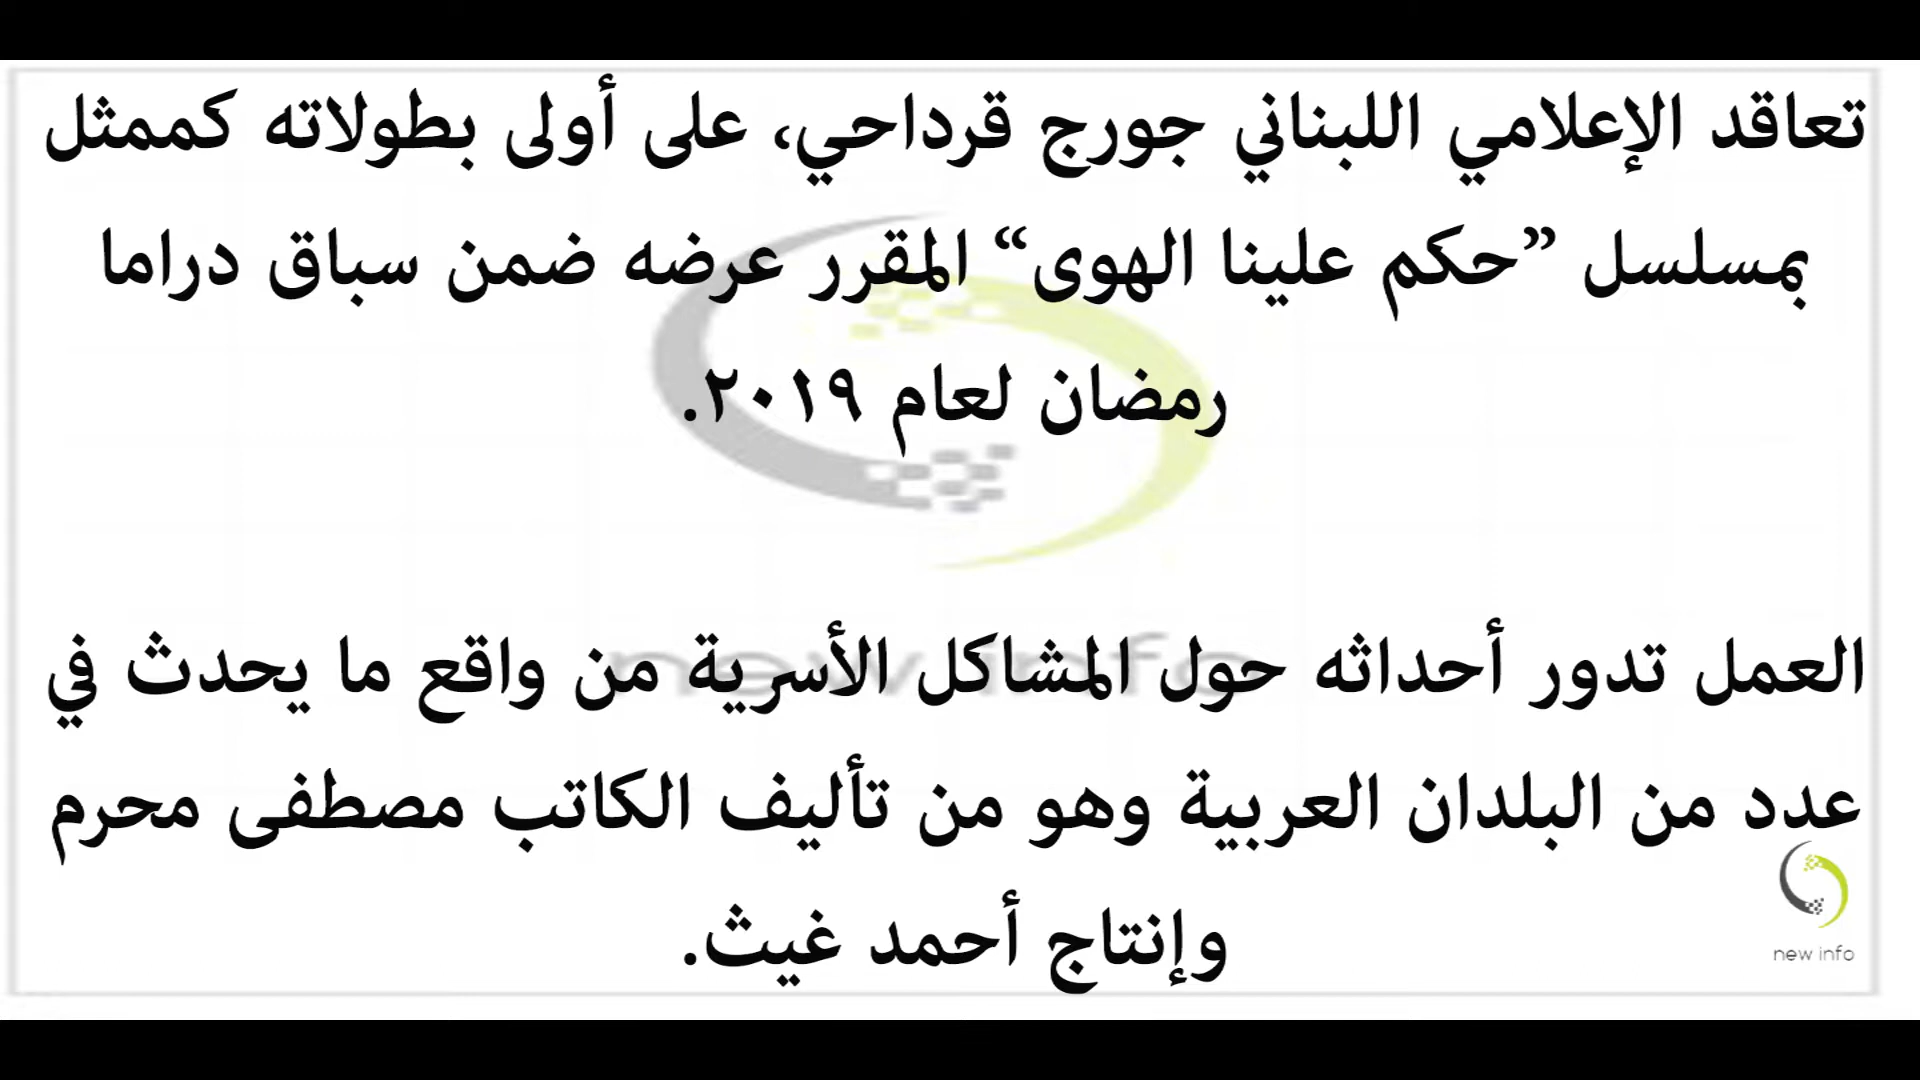 تعاقد الإعلامي اللبناني جورج قرداحي، على أولى بطولاته كممثل
بمسلسل ”حكم علينا الهوى“ المقرر عرضه ضمن سباق دراما
رمضان لعام ٢٠١٩.
العمل تدور أحداثه حول المشاكل الأسرية من واقع ما يحدث في
عدد من البلدان العربية وهو من تأليف الكاتب مصطفى محرم
وإنتاج أحمد غيث.
new info
new info